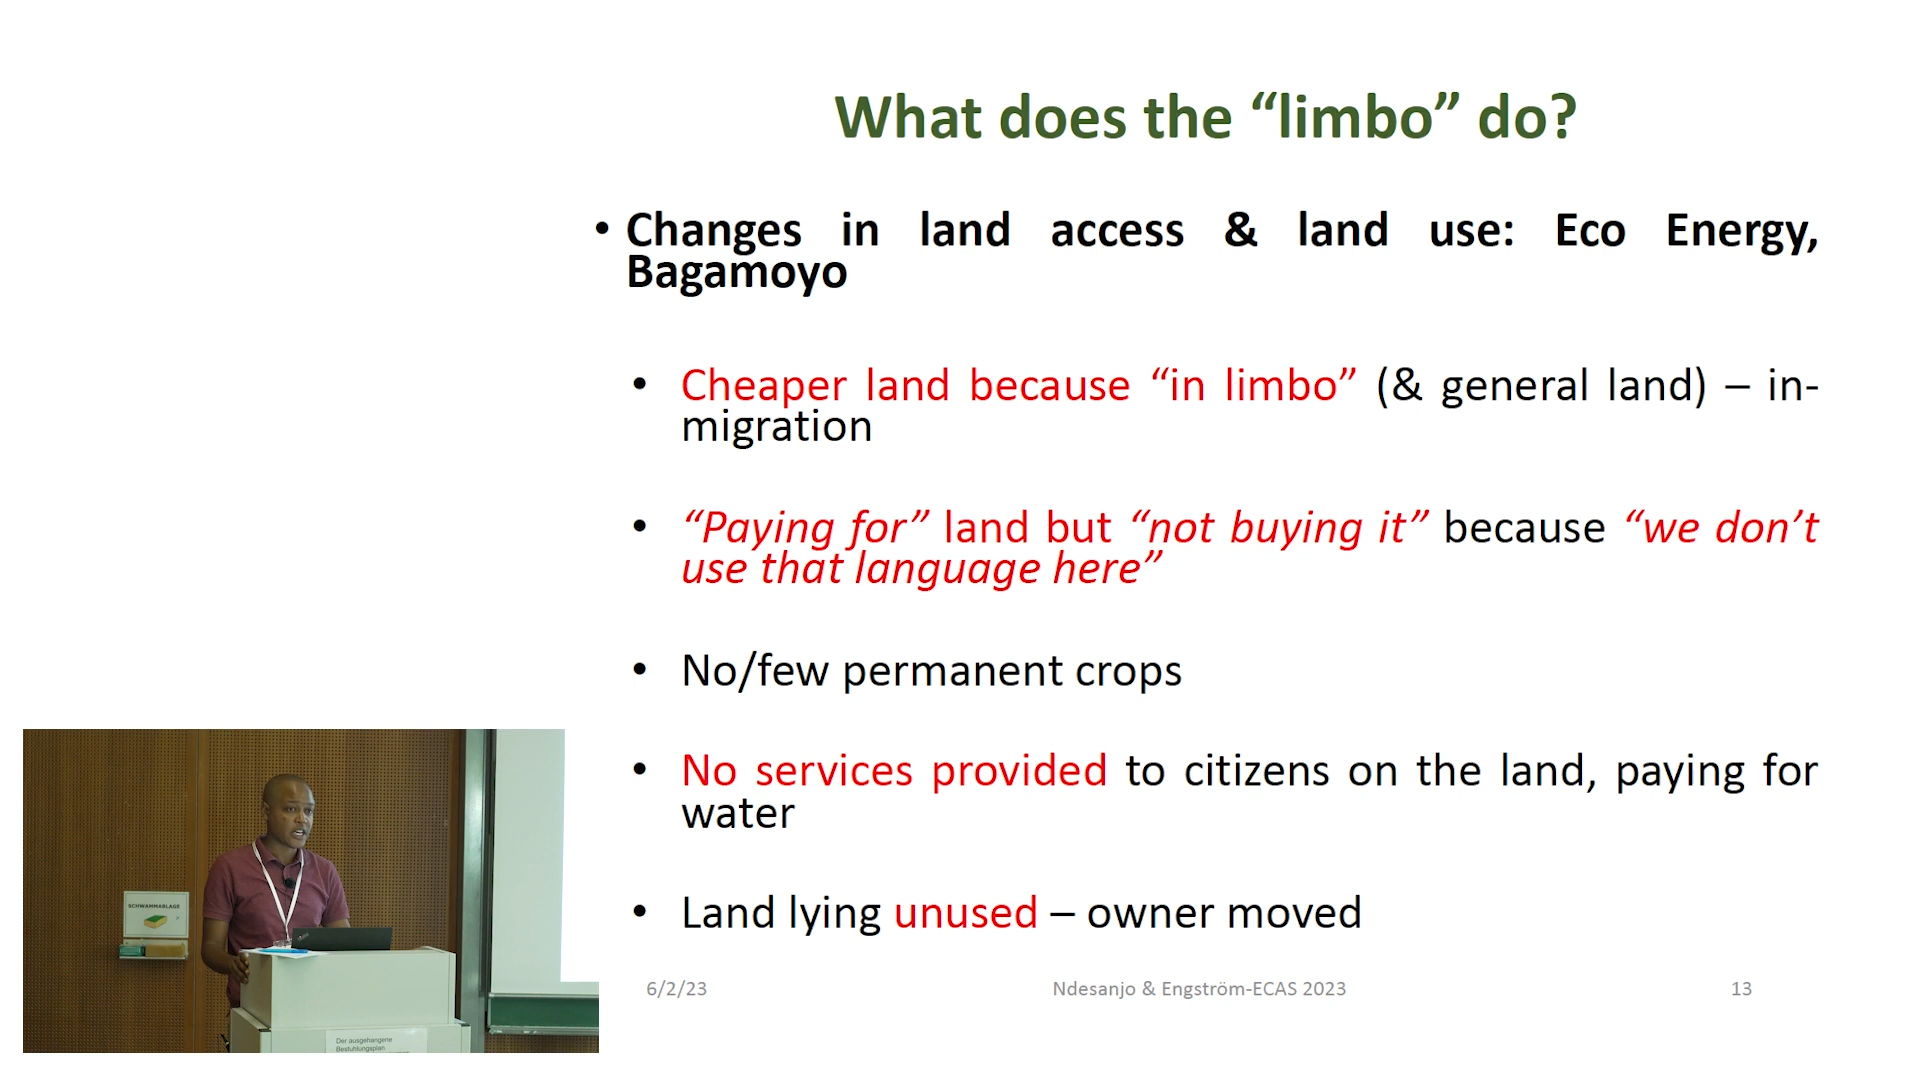 What does the “limbo” do?
• Changes in land access & land use: Eco Energy,
Bagamoyo
• Cheaper land because “in limbo” (& general land) – in-
migration
• “Paying for” land but “not buying it” because “we don’t
use that language here”
• No/few permanent crops
• No services provided to citizens on the land, paying for
water
• Land lying unused – owner moved
6/2/23
Ndesanjo & Engström-ECAS 2023
13
SCHWAMMABLAGE
Der ausgehangene
Bestuhlungsplan